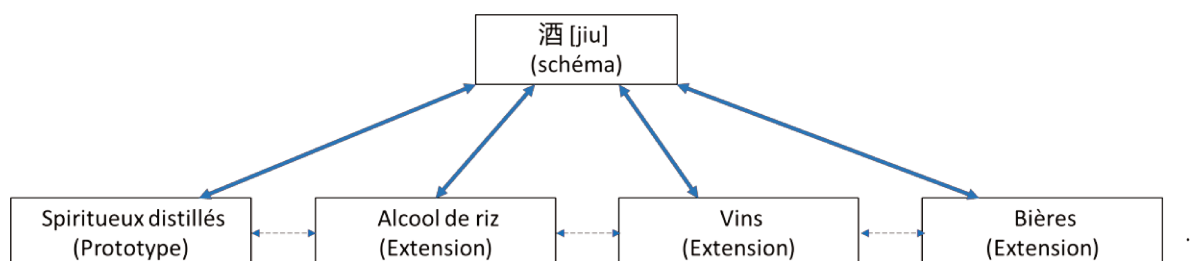 酒 [jiu]
(schéma)
Spiritueux distillés
(Prototype)
Alcool de riz
(Extension)
Vins
(Extension)
Bières
(Extension)
.